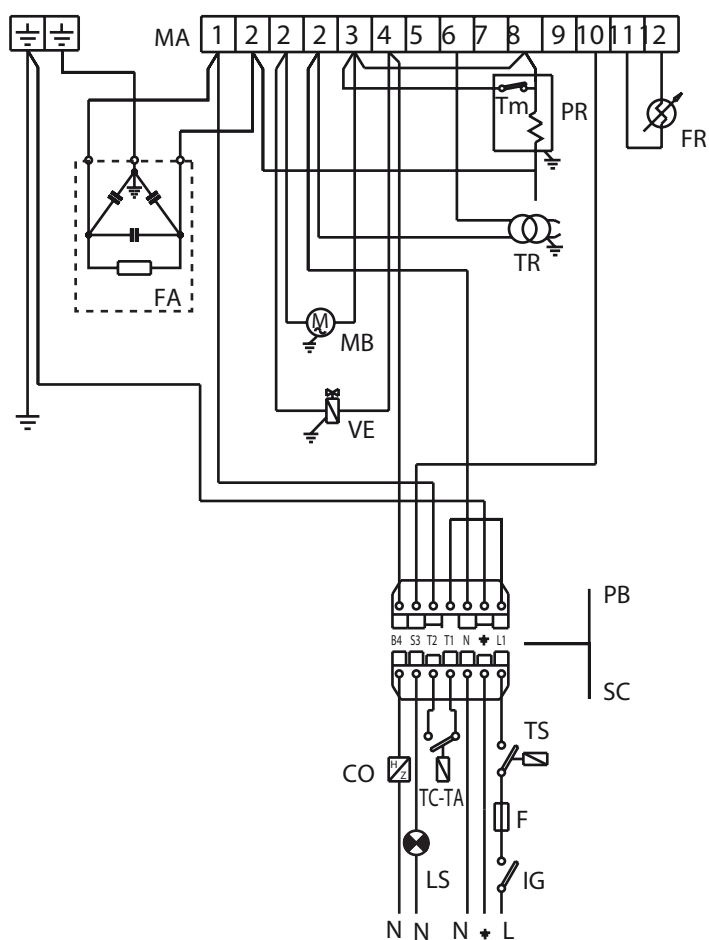 MA 1 2 2 2 3 4 5 6 7 8 9 10 11 12
Tm PR
FR
TR
FA
M
MB
VE
PB
B4 S3 T2 T1 N L1
SC
TS
CO H Z
TC-TA
F
LS IG
N N N L